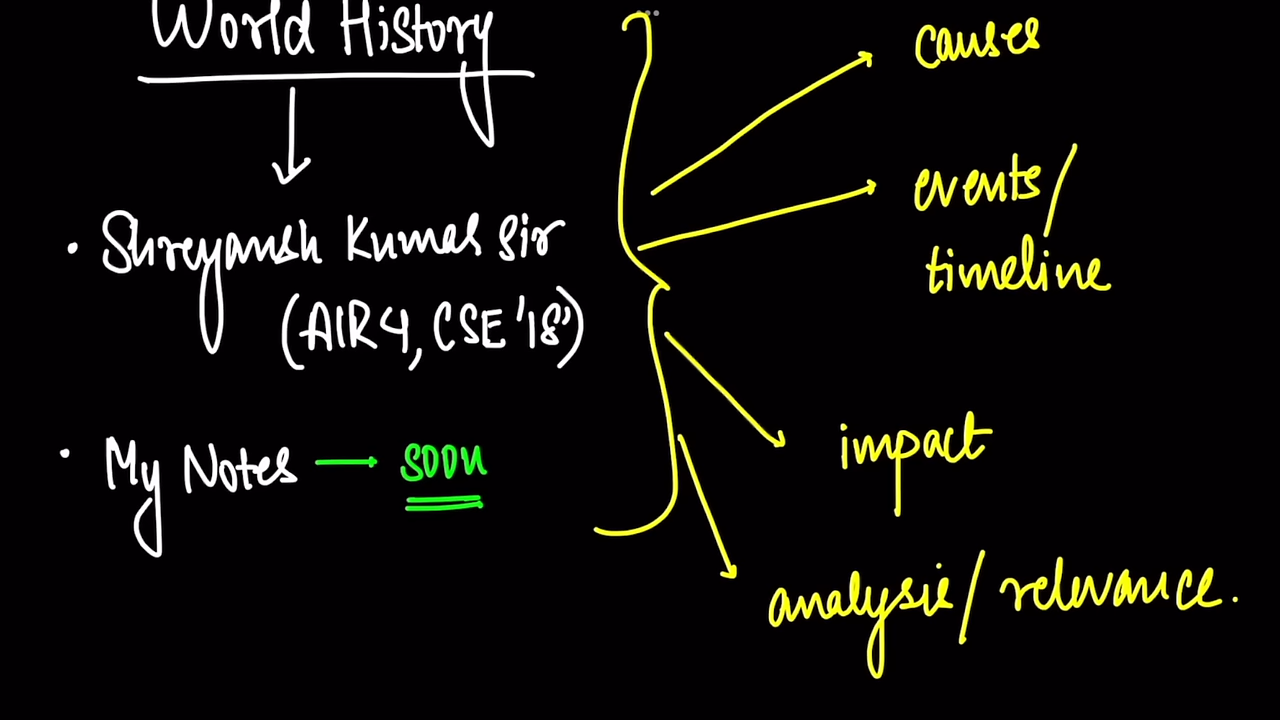 World History
• Shreyansh Kumar Sir
(AIR 4, CSE '18')
• My Notes → soon
causes
events/
timeline
impact
analysis/relevance.